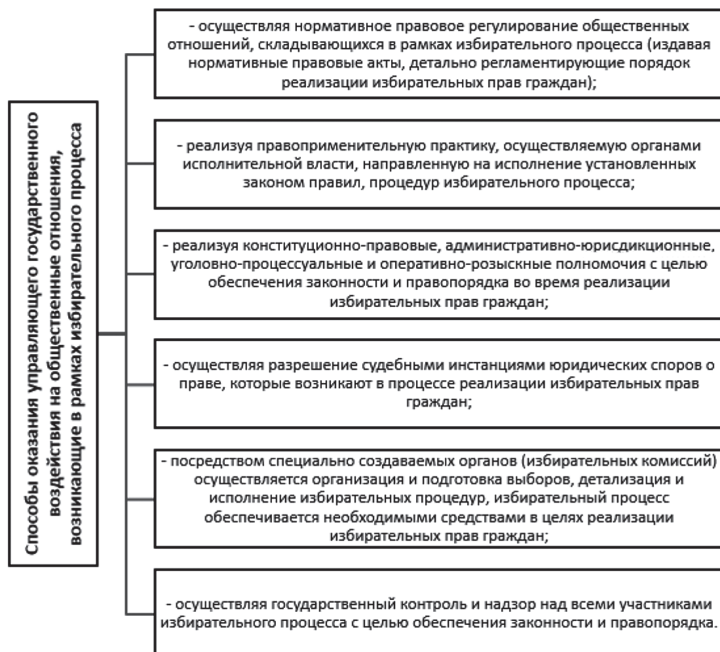 Способы оказания управляющего государственного
воздействия на общественные отношения,
возникающие в рамках избирательного процесса
- осуществляя нормативное правовое регулирование общественных
отношений, складывающихся в рамках избирательного процесса (издавая
нормативные правовые акты, детально регламентирующие порядок
реализации избирательных прав граждан);
- реализуя правоприменительную практику, осуществляемую органами
исполнительной власти, направленную на исполнение установленных
законом правил, процедур избирательного процесса;
- реализуя конституционно-правовые, административно-юрисдикционные,
уголовно-процессуальные и оперативно-розыскные полномочия с целью
обеспечения законности и правопорядка во время реализации
избирательных прав граждан;
- осуществляя разрешение судебными инстанциями юридических споров о
праве, которые возникают в процессе реализации избирательных прав
граждан;
- посредством специально создаваемых органов (избирательных комиссий)
осуществляется организация и подготовка выборов, детализация и
исполнение избирательных процедур, избирательный процесс
обеспечивается необходимыми средствами в целях реализации
избирательных прав граждан;
- осуществляя государственный контроль и надзор над всеми участниками
избирательного процесса с целью обеспечения законности и правопорядка.